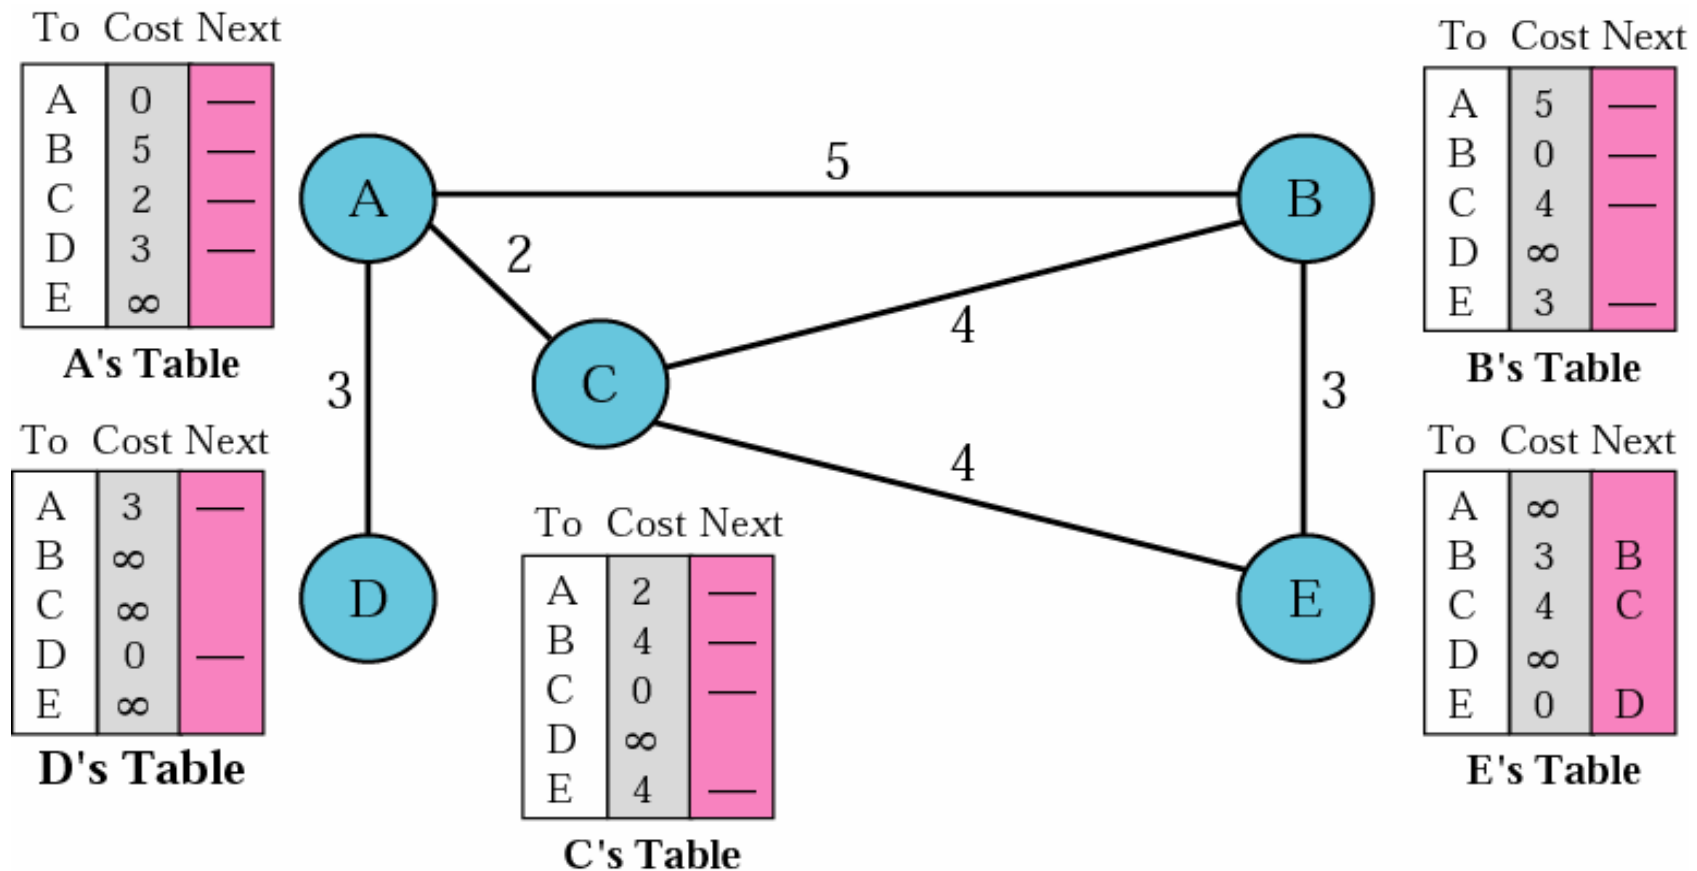 To Cost Next
A 0 —
B 5 —
C 2 —
D 3 —
E ∞
A's Table
To Cost Next
A 5 —
B 0 —
C 4 —
D ∞
E 3 —
B's Table
A
5
B
2
4
C
3
3
4
D
E
To Cost Next
A 3 —
B ∞
C ∞
D 0 —
E ∞
D's Table
To Cost Next
A 2 —
B 4 —
C 0 —
D ∞
E 4 —
C's Table
To Cost Next
A ∞
B 3 B
C 4 C
D ∞
E 0 D
E's Table